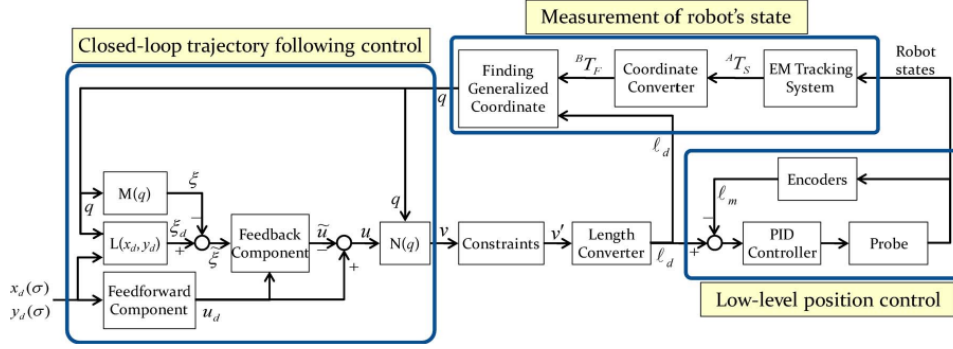 Measurement of robot's state
Closed-loop trajectory following control
Robot
states
Finding
Generalized
Coordinate
ᴮT_F
Coordinate
Converter
ᴬT_S
EM Tracking
System
q
q
ℓ_d
M(q)
ξ
q
q
Encoders
ℓ_m
L(x_d, y_d)
ξ_d
−
+
ξ̃
Feedback
Component
ũ
−
+
u
N(q)
v
Constraints
v′
Length
Converter
ℓ_d
−
+
PID
Controller
Probe
x_d(σ)
y_d(σ)
Feedforward
Component
u_d
Low-level position control